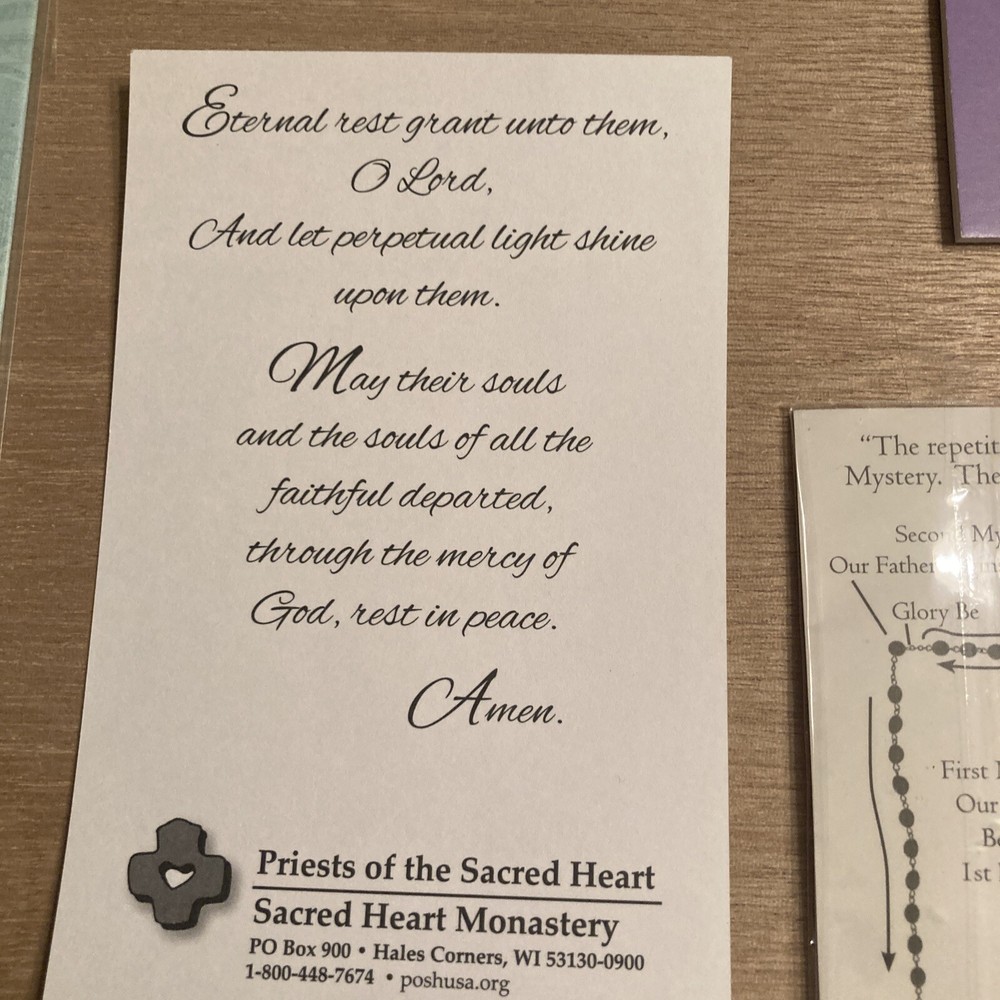 Eternal rest grant unto them,
O Lord,
And let perpetual light shine
upon them.
May their souls
and the souls of all the
faithful departed,
through the mercy of
God, rest in peace.
Amen.
Priests of the Sacred Heart
Sacred Heart Monastery
PO Box 900 • Hales Corners, WI 53130-0900
1-800-448-7674 • poshusa.org
“The
Mystery. The
Our Father
Glory Be
First
Our
1st